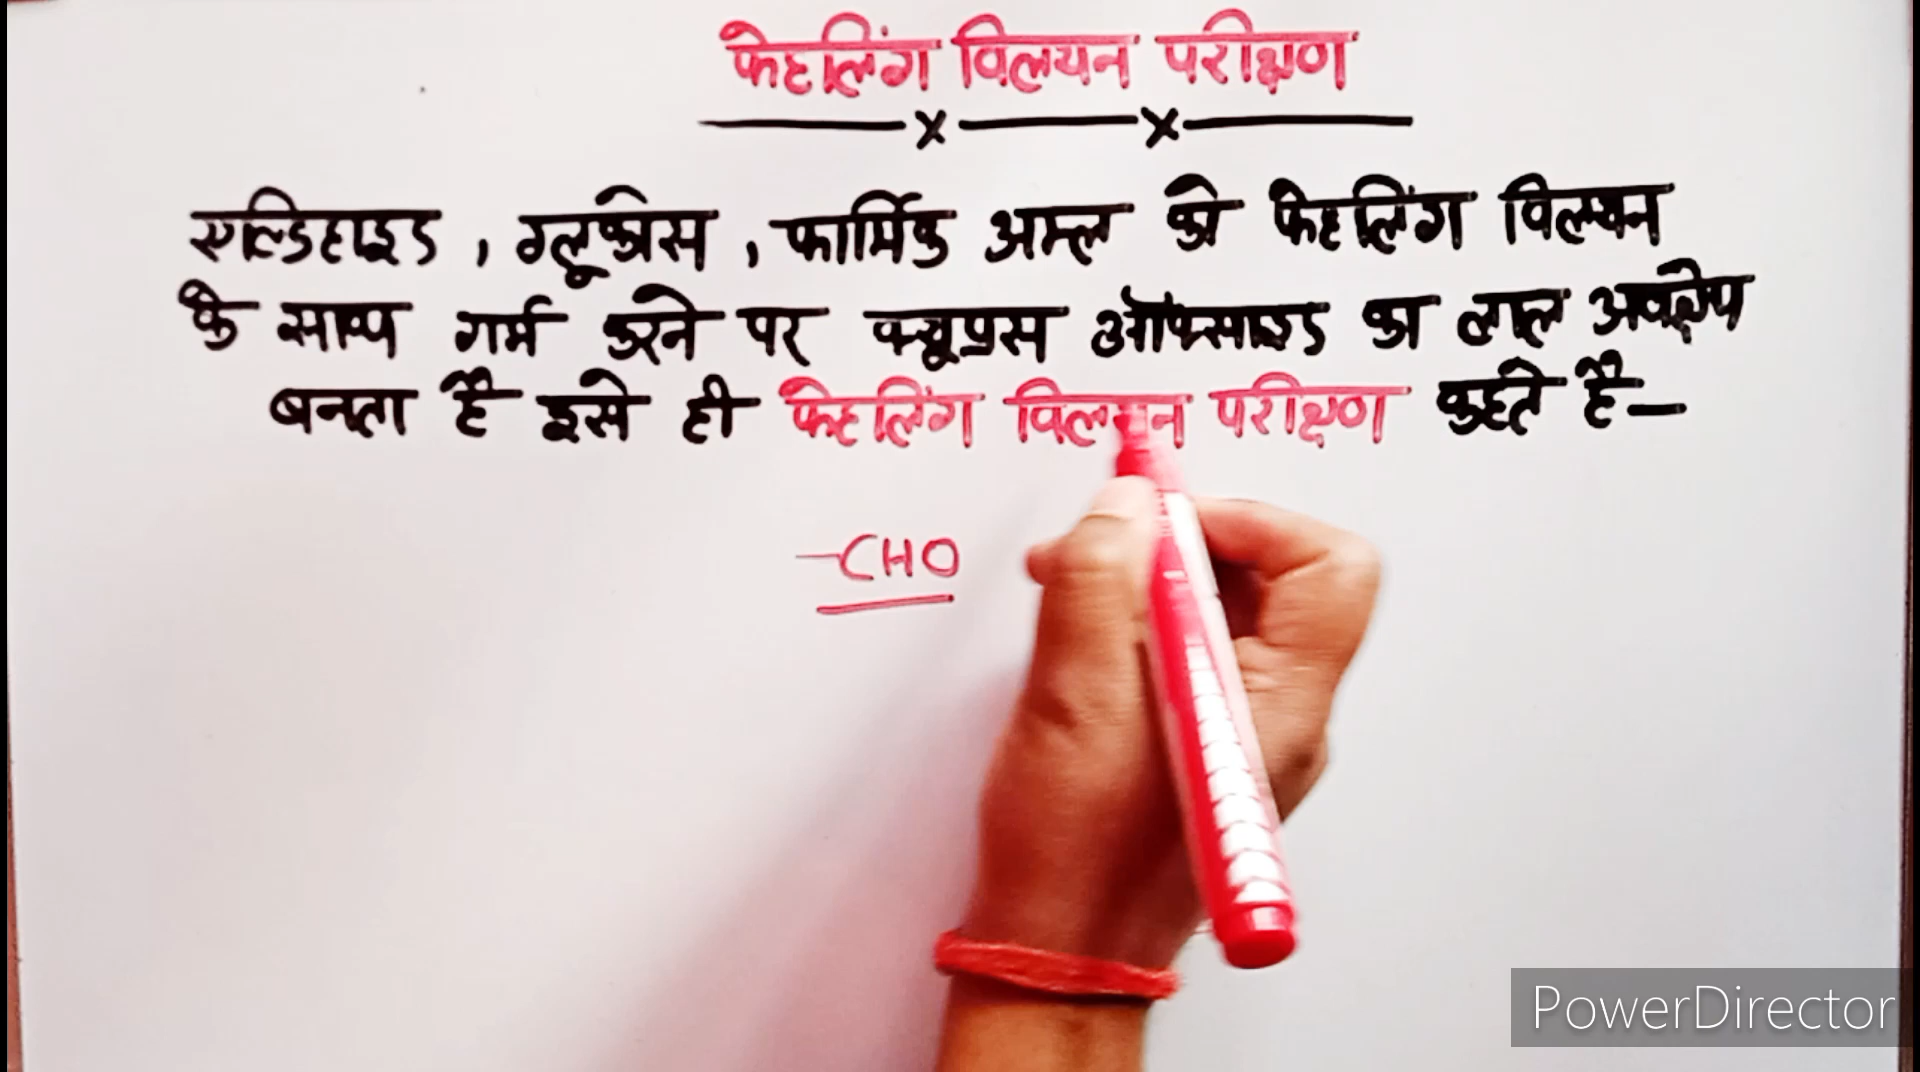 फेहलिंग विलयन परीक्षण
एल्डिहाइड , ग्लूकोस , फार्मिक अम्ल को फेहलिंग विलयन
के साथ गर्म करने पर क्यूप्रस ऑक्साइड का लाल अवक्षेप
बनता है इसे ही फेहलिंग विलयन परीक्षण कहते है—
—CHO
PowerDirector